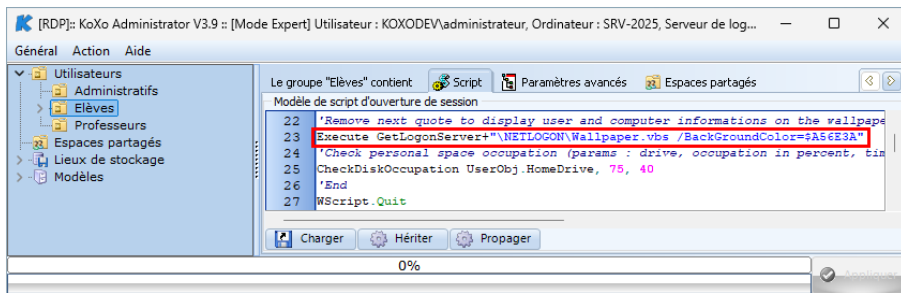 [RDP]:: KoXo Administrator V3.9 :: [Mode Expert] Utilisateur : KOXODEV\administrateur, Ordinateur : SRV-2025, Serveur de log...
Général Action Aide
Utilisateurs
Administratifs
Elèves
Professeurs
Espaces partagés
Lieux de stockage
Modèles
Le groupe "Elèves" contient Script Paramètres avancés Espaces partagés
Modèle de script d'ouverture de session
22 'Remove next quote to display user and computer informations on the wallpape
23 Execute GetLogonServer+"\NETLOGON\Wallpaper.vbs /BackGroundColor=$A56E3A"
24 'Check personal space occupation (params : drive, occupation in percent, tim
25 CheckDiskOccupation UserObj.HomeDrive, 75, 40
26 'End
27 WScript.Quit
Charger Hériter Propager
0%
Appliquer